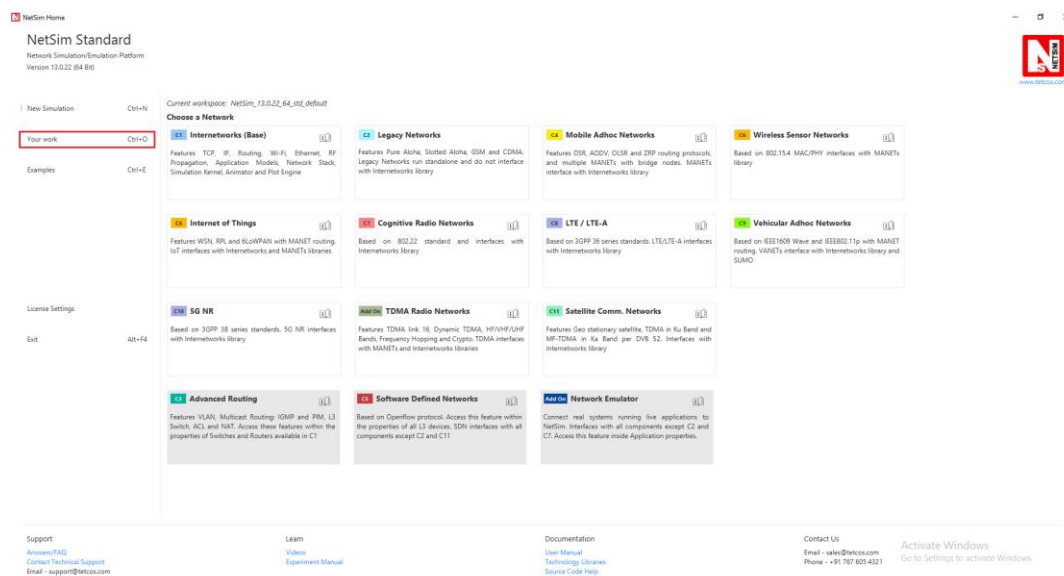 NetSim Home
NetSim Standard
Network Simulation/Emulation Platform
Version 13.0.22 (64 Bit)
NETSIM
www.tetcos.com
New Simulation Ctrl+N
Your work Ctrl+O
Examples Ctrl+E
License Settings
Exit Alt+F4
Current workspace: NetSim_13.0.22_64_std_default
Choose a Network
C1 Internetworks (Base)
Features TCP, IP, Routing, Wi-Fi, Ethernet, RF
Propagation, Application Models, Network Stack,
Simulation Kernel, Animator and Plot Engine
C2 Legacy Networks
Features Pure Aloha, Slotted Aloha, GSM and CDMA.
Legacy Networks run standalone and do not interface
with Internetworks library
C4 Mobile Adhoc Networks
Features DSR, AODV, OLSR and ZRP routing protocols,
and multiple MANETs with bridge nodes. MANETs
interface with Internetworks library
Wireless Sensor Networks
Based on 802.15.4 MAC/PHY interfaces with MANETs
library
Internet of Things
Features WSN, RPL and 6LoWPAN with MANET routing.
IoT interfaces with Internetworks and MANETs libraries
C7 Cognitive Radio Networks
Based on 802.22 standard and interfaces with
Internetworks library
C8 LTE / LTE-A
Based on 3GPP 36 series standards. LTE/LTE-A interfaces
with Internetworks library
C9 Vehicular Adhoc Networks
Based on IEEE1609 Wave and IEEE802.11p with MANET
routing. VANETs interface with Internetworks library and
SUMO
C10 5G NR
Based on 3GPP 38 series standards. 5G NR interfaces
with Internetworks library
Add On TDMA Radio Networks
Features TDMA link 16, Dynamic TDMA, HF/VHF/UHF
Bands, Frequency Hopping and Crypto. TDMA interfaces
with MANETs and Internetworks libraries
C11 Satellite Comm. Networks
Features Geo stationary satellite, TDMA in Ku Band and
MF-TDMA in Ka Band per DVB S2. Interfaces with
Internetworks library
C3 Advanced Routing
Features VLAN, Multicast Routing: IGMP and PIM, L3
Switch, ACL and NAT. Access these features within the
properties of Switches and Routers available in C1
C5 Software Defined Networks
Based on Openflow protocol. Access this feature within
the properties of all L3 devices. SDN interfaces with all
components except C2 and C11
Add On Network Emulator
Connect real systems running live applications to
NetSim. Interfaces with all components except C2 and
C7. Access this feature inside Application properties.
Support
Answers/FAQ
Contact Technical Support
Email - support@tetcos.com
Learn
Videos
Experiment Manual
Documentation
User Manual
Technology Libraries
Source Code Help
Contact Us
Email - sales@tetcos.com
Phone - +91 767 605 4321
Activate Windows
Go to Settings to activate Windows.